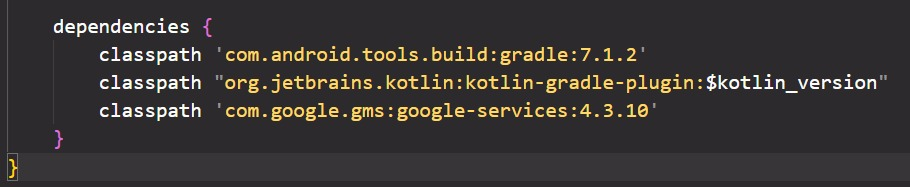 dependencies {
classpath 'com.android.tools.build:gradle:7.1.2'
classpath "org.jetbrains.kotlin:kotlin-gradle-plugin:$kotlin_version"
classpath 'com.google.gms:google-services:4.3.10'
}
}